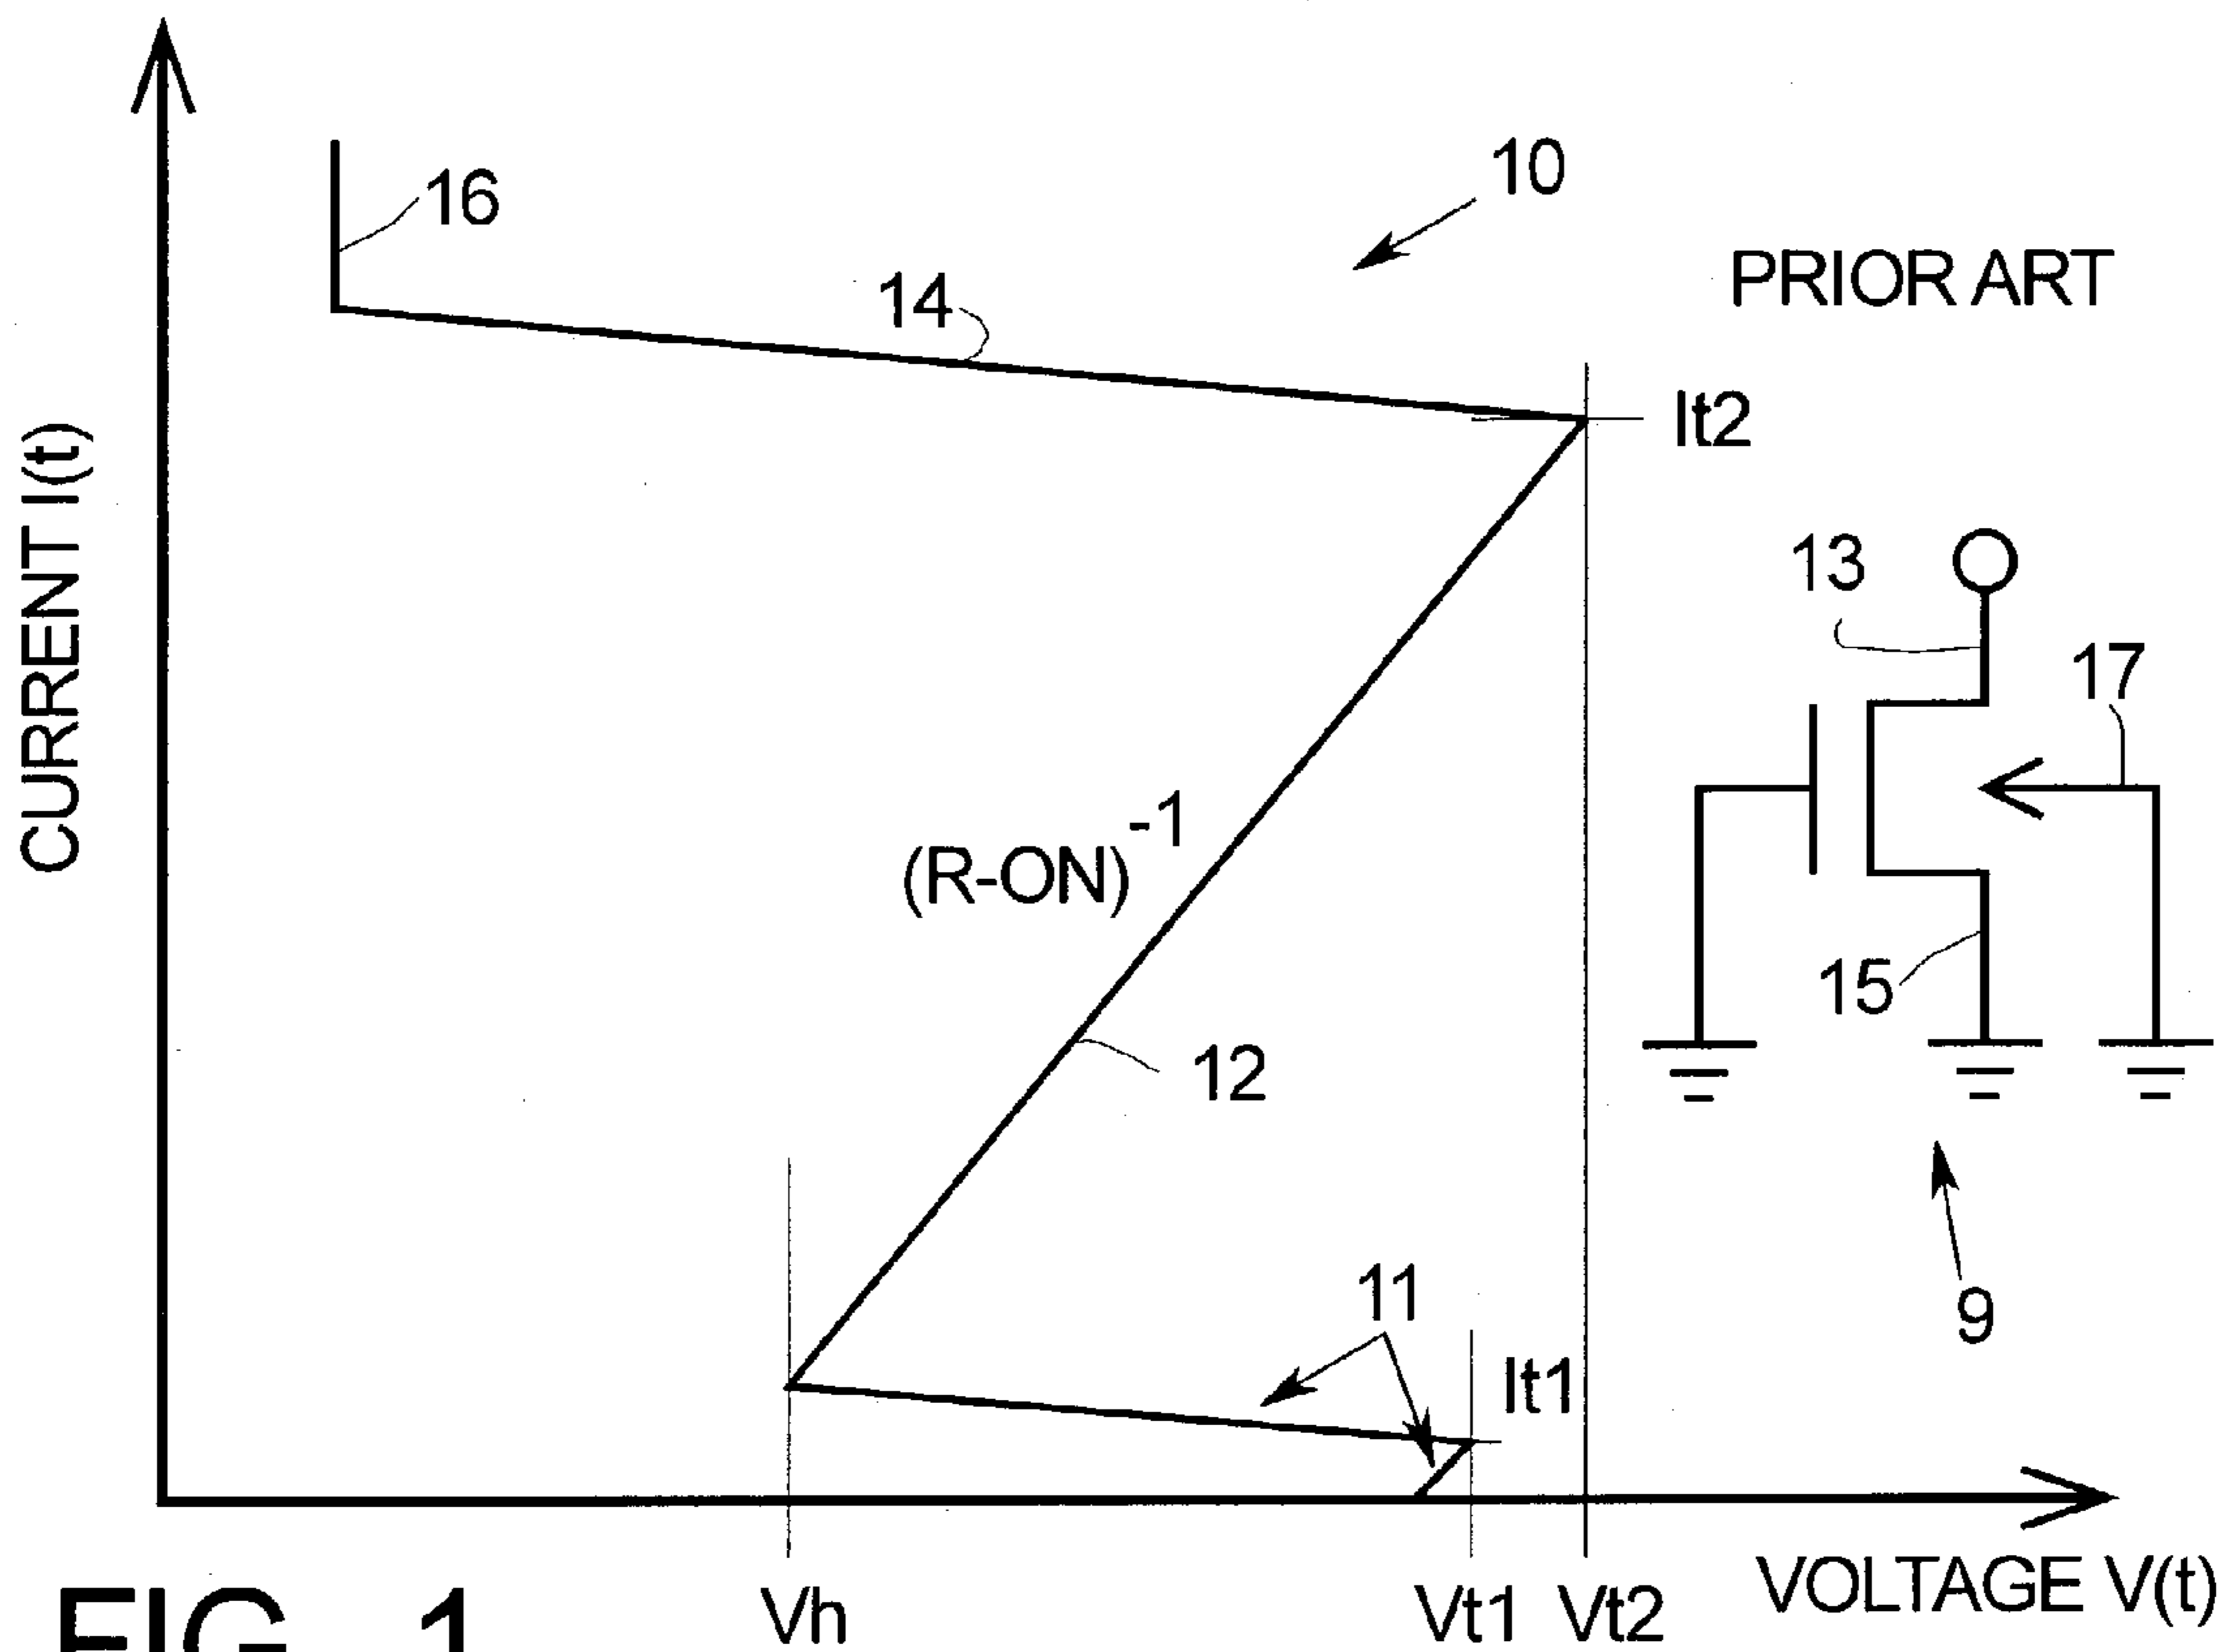 10
16
PRIOR ART
14
It2
CURRENT I(t)
13
17
(R-ON)-1
15
12
11
9
It1
VOLTAGE V(t)
Vh
Vt1
Vt2
FIG. 1